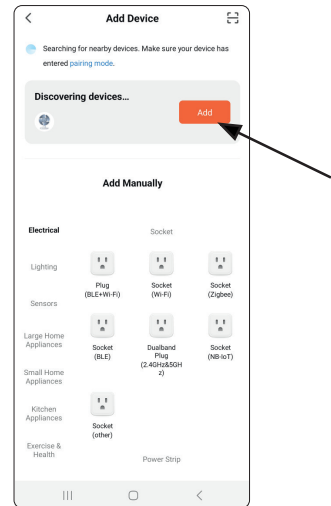 Add Device
Searching for nearby devices. Make sure your device has
entered pairing mode.
Discovering devices...
Add
Add Manually
Electrical
Socket
Lighting
Plug
(BLE+Wi-Fi)
Socket
(Wi-Fi)
Socket
(Zigbee)
Sensors
Large Home
Appliances
Socket
(BLE)
Dualband
Plug
(2.4GHz&5GH
z)
Socket
(NB-IoT)
Small Home
Appliances
Kitchen
Appliances
Socket
(other)
Exercise &
Health
Power Strip